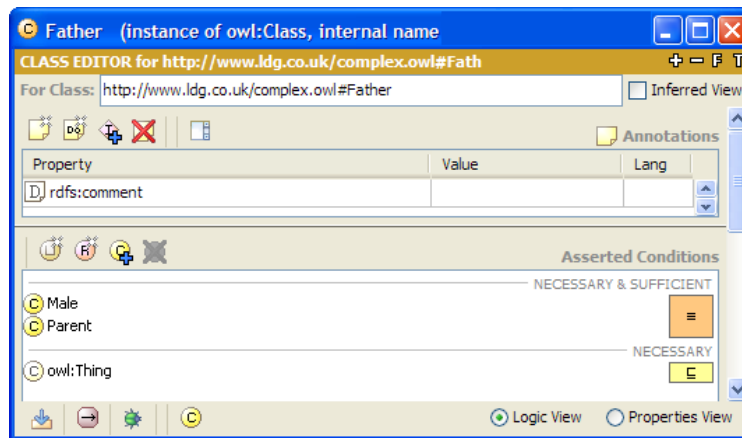 Father (instance of owl:Class, internal name
CLASS EDITOR for http://www.ldg.co.uk/complex.owl#Fath
F T
For Class: http://www.ldg.co.uk/complex.owl#Father Inferred View
Annotations
Property Value Lang
rdfs:comment
Asserted Conditions
NECESSARY & SUFFICIENT
C Male
≡
C Parent
NECESSARY
C owl:Thing
⊑
C Logic View Properties View